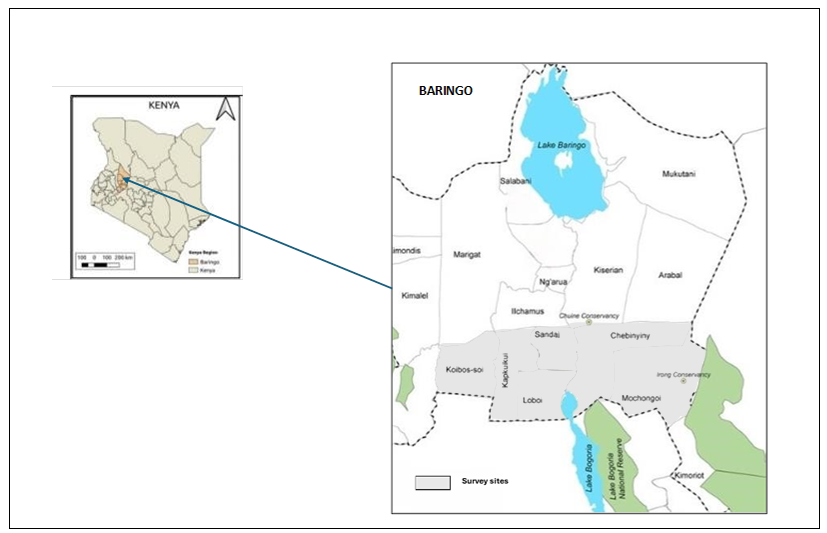 KENYA
100 0 100 200 km
Kenya Region
Baringo
Kenya
BARINGO
Lake Baringo
Salabani
Mukutani
imondis
Marigat
Kimalel
Ng'arua
Kiserian
Arabal
Illchamus
Chuine Conservancy
Sandai
Chebinyiny
Koibos-soi
Kapkuikui
Irong Conservancy
Loboi
Mochongoi
Lake Bogoria
Lake Bogoria
National Reserve
Kimoriot
Survey sites